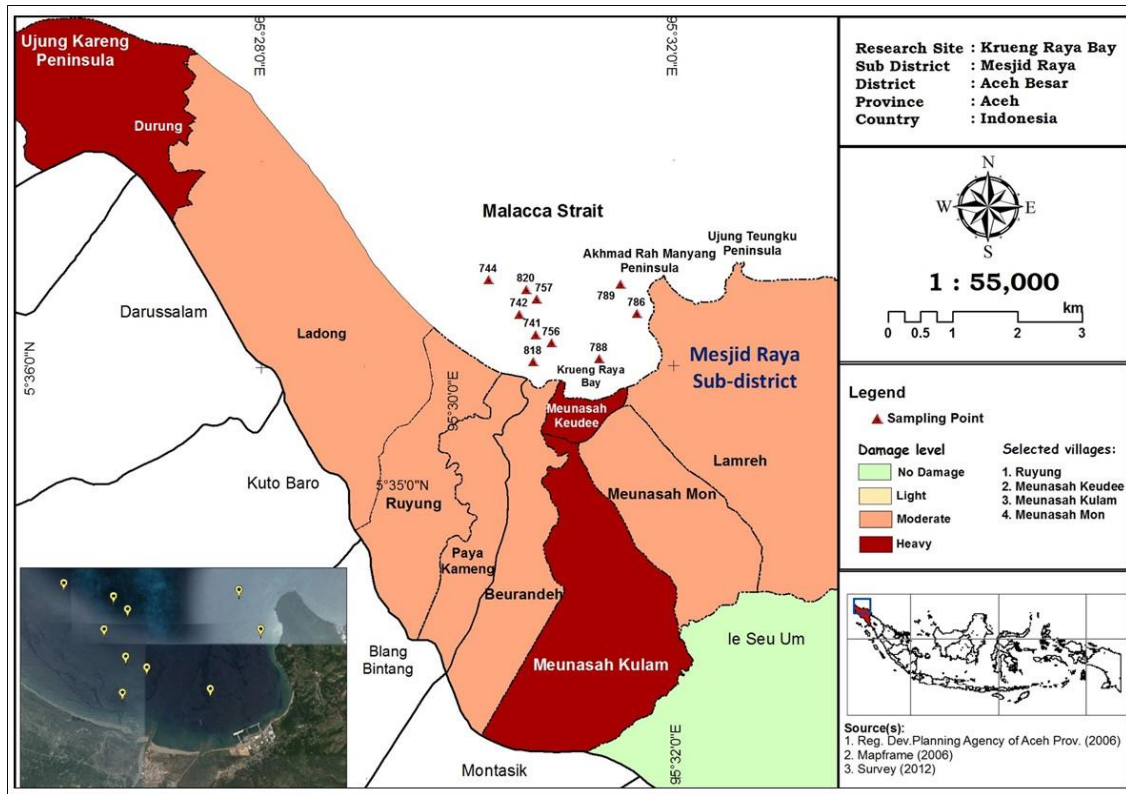 Ujung Kareng
Peninsula
Durung
95°28'0"E
95°32'0"E
Malacca Strait
Ujung Teungku
Peninsula
Akhmad Rah Manyang
Peninsula
744
820
757
742
741
756
818
789
786
788
Krueng Raya
Bay
Mesjid Raya
Sub-district
Darussalam
Ladong
5°36'0"N
95°30'0"E
Meunasah
Keudee
Lamreh
Kuto Baro
5°35'0"N
Ruyung
Meunasah Mon
Paya
Kameng
Beurandeh
Blang
Bintang
Meunasah Kulam
Ie Seu Um
Montasik
95°32'0"E
Research Site : Krueng Raya Bay
Sub District : Mesjid Raya
District : Aceh Besar
Province : Aceh
Country : Indonesia
N
W E
S
1 : 55,000
km
0 0.5 1 2 3
Legend
Sampling Point
Damage level
No Damage
Light
Moderate
Heavy
Selected villages:
1. Ruyung
2. Meunasah Keudee
3. Meunasah Kulam
4. Meunasah Mon
Source(s):
1. Reg. Dev.Planning Agency of Aceh Prov. (2006)
2. Mapframe (2006)
3. Survey (2012)